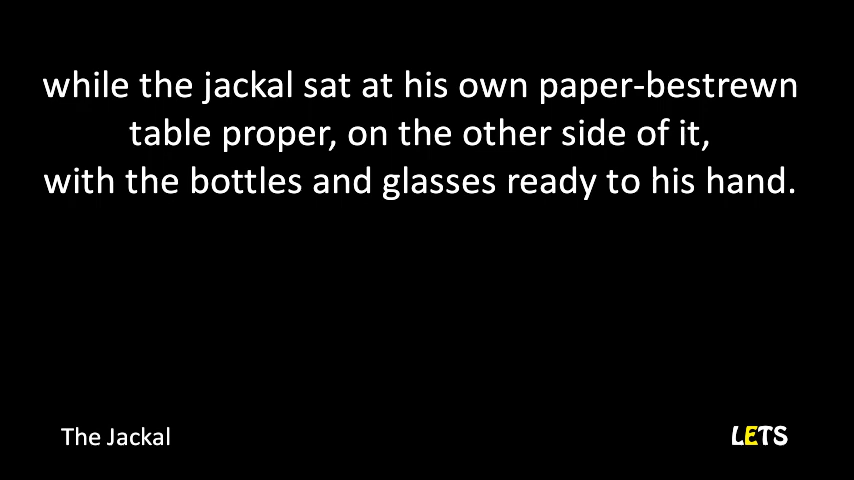 while the jackal sat at his own paper-bestrewn
table proper, on the other side of it,
with the bottles and glasses ready to his hand.
The Jackal
LETS